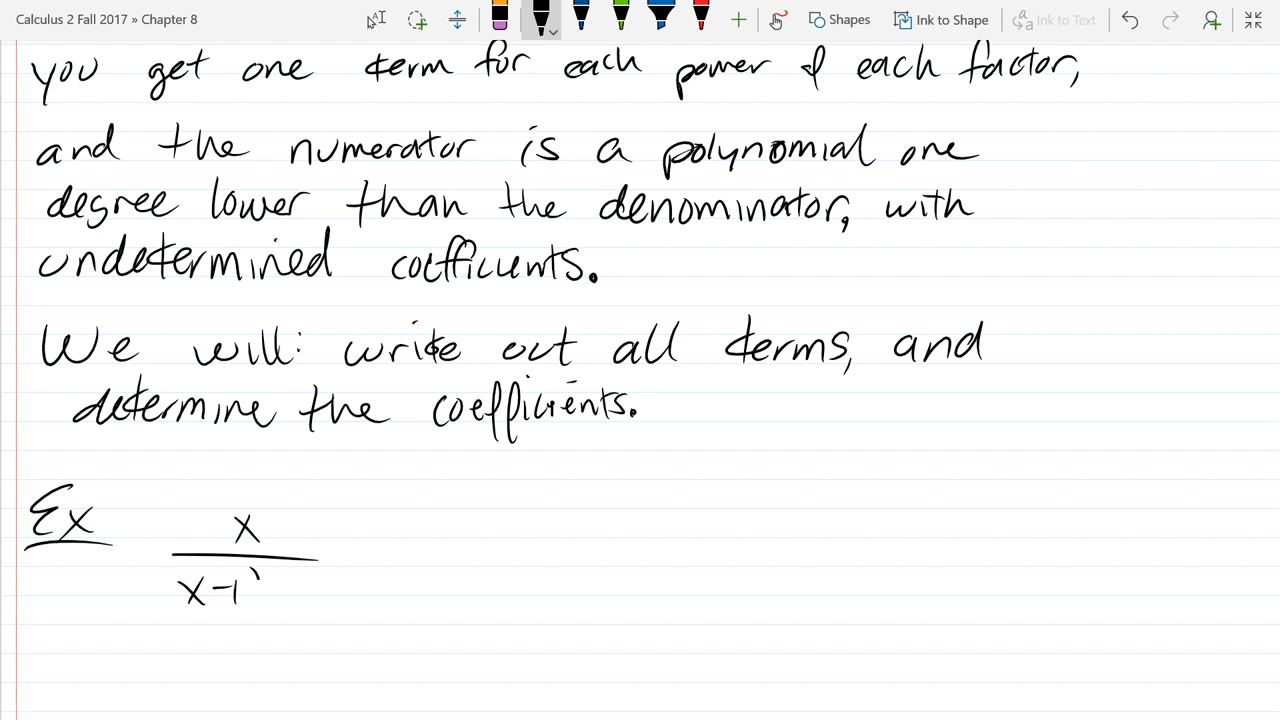 Calculus 2 Fall 2017 » Chapter 8
Shapes
Ink to Shape
Ink to Text
you get one term for each power of each factor,
and the numerator is a polynomial one
degree lower than the denominator, with
undetermined coefficients.
We will: write out all terms, and
determine the coefficients.
Ex
x
x-1